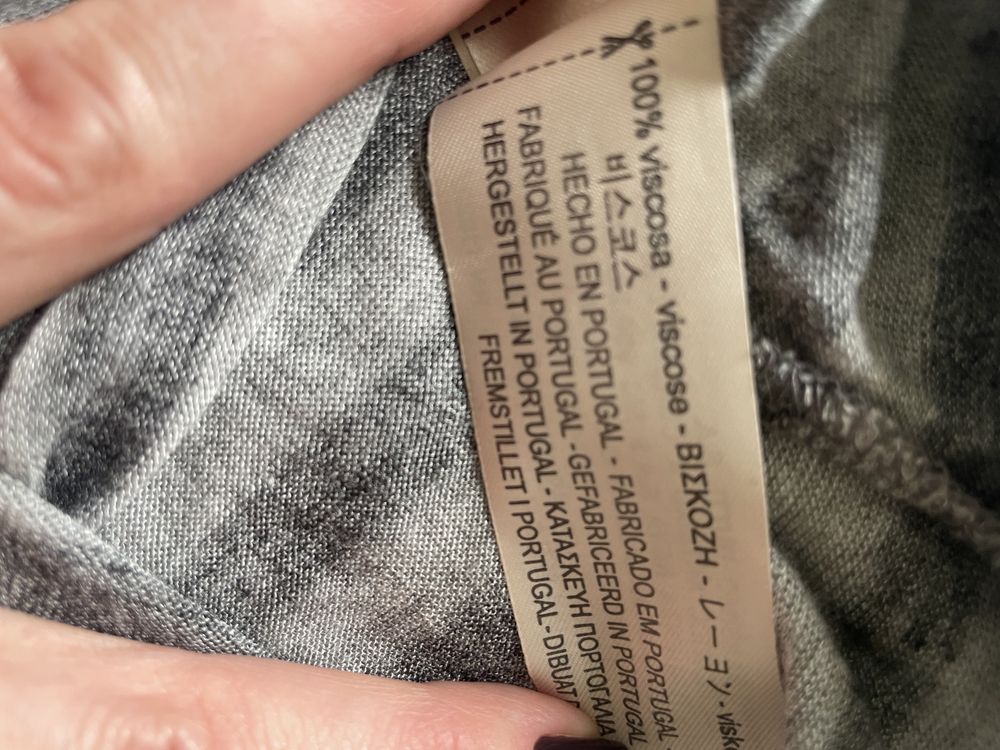 100% viscosa - viscose - ΒΙΣΚΟΖΗ - レーヨン -
비스코스
HECHO EN PORTUGAL - FABRICADO EM PORTUGAL -
FABRIQUÉ AU PORTUGAL - GEFABRICEERD IN PORTUGAL
HERGESTELLT IN PORTUGAL - ΚΑΤΑΣΚΕΥΗ ΠΟΡΤΟΓΑΛΙΑ
FREMSTILLET I PORTUGAL -